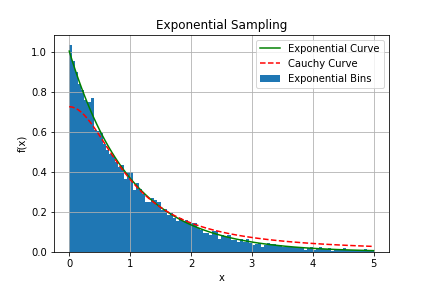 Exponential Sampling
Exponential Curve
Cauchy Curve
Exponential Bins
f(x)
1.0
0.8
0.6
0.4
0.2
0.0
0 1 2 3 4 5
x